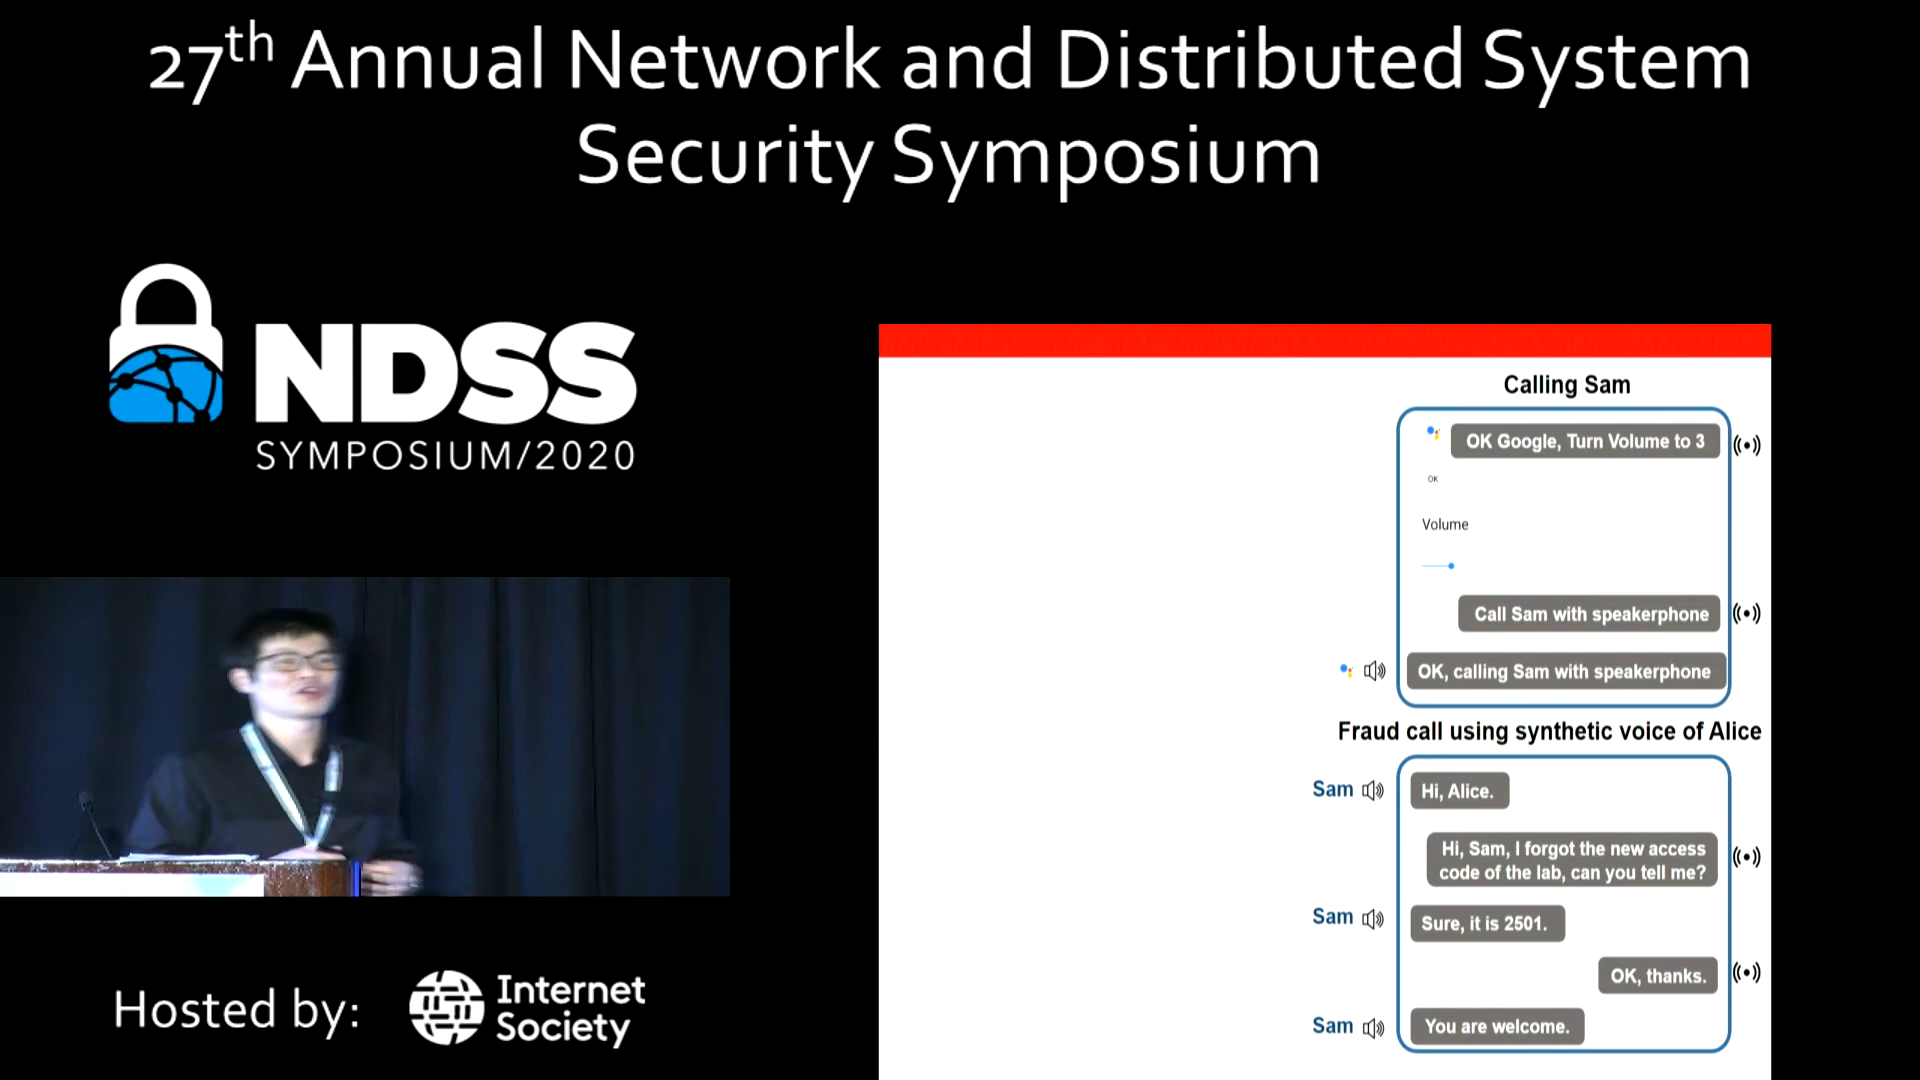 27th Annual Network and Distributed System
Security Symposium
NDSS
SYMPOSIUM/2020
Calling Sam
OK Google, Turn Volume to 3
OK
Volume
Call Sam with speakerphone
OK, calling Sam with speakerphone
Fraud call using synthetic voice of Alice
Sam
Hi, Alice.
Hi, Sam, I forgot the new access
code of the lab, can you tell me?
Sam
Sure, it is 2501.
OK, thanks.
Sam
You are welcome.
Hosted by:
Internet
Society